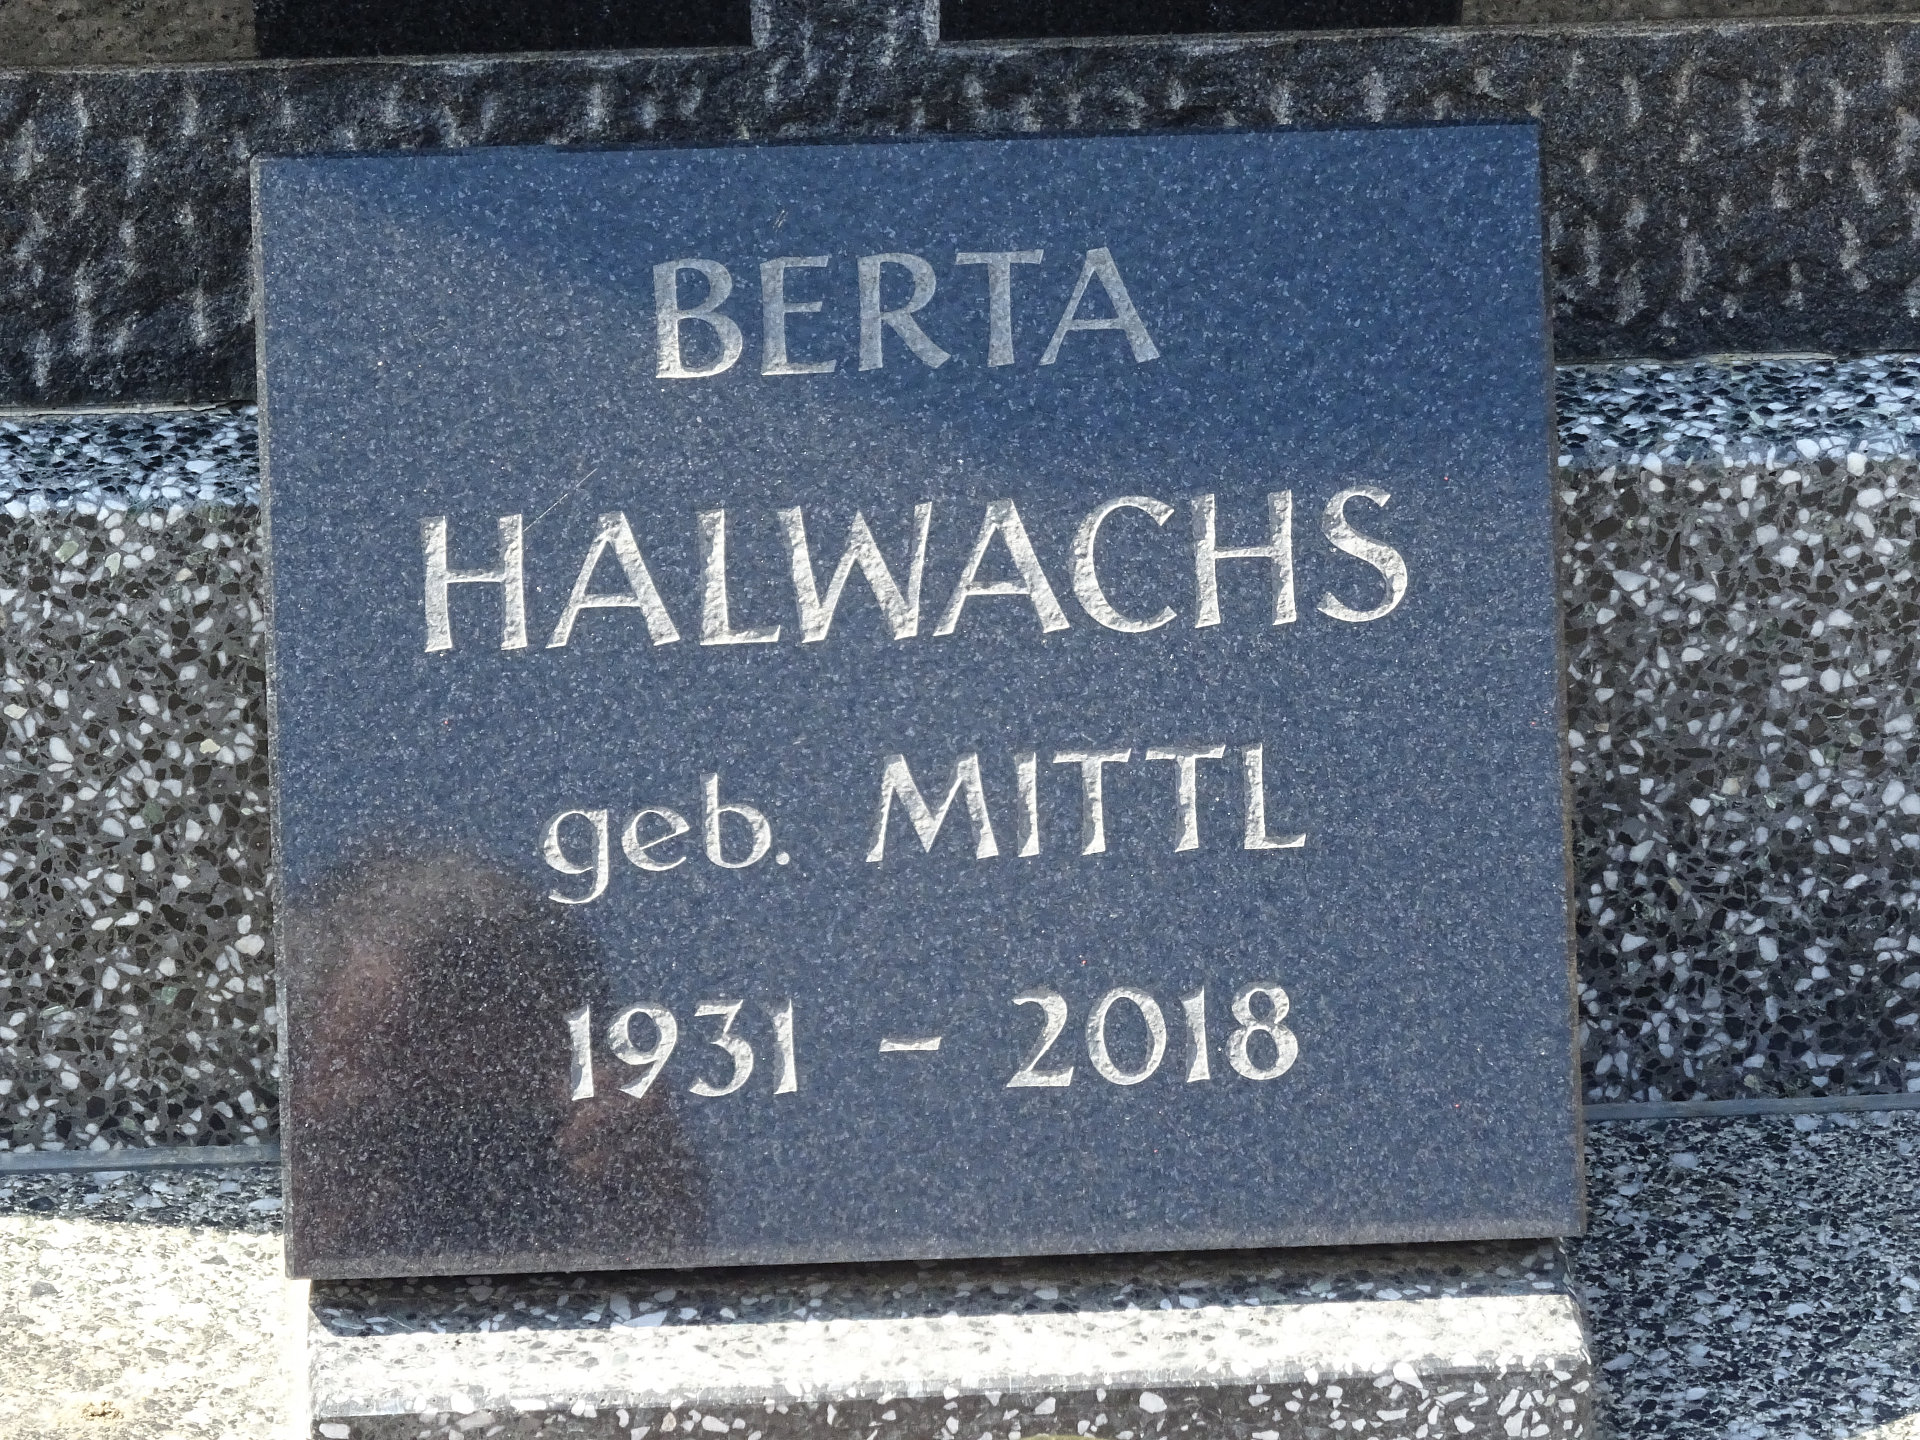 BERTA
HALWACHS
geb. MITTL
1931 – 2018